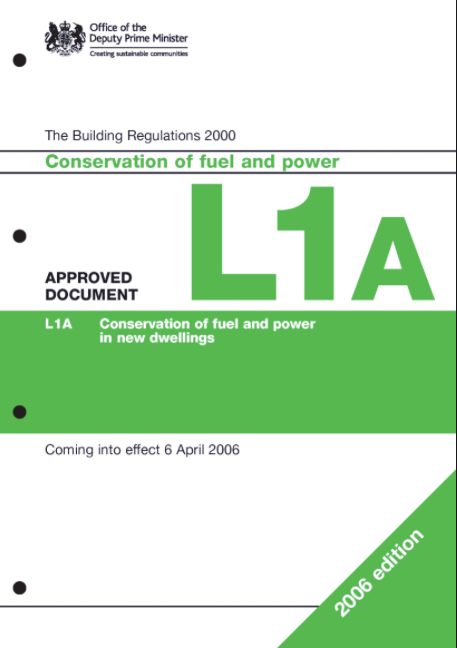 Office of the
Deputy Prime Minister
Creating sustainable communities
The Building Regulations 2000
Conservation of fuel and power
L1A
APPROVED
DOCUMENT
L1A Conservation of fuel and power
in new dwellings
Coming into effect 6 April 2006
2006 edition